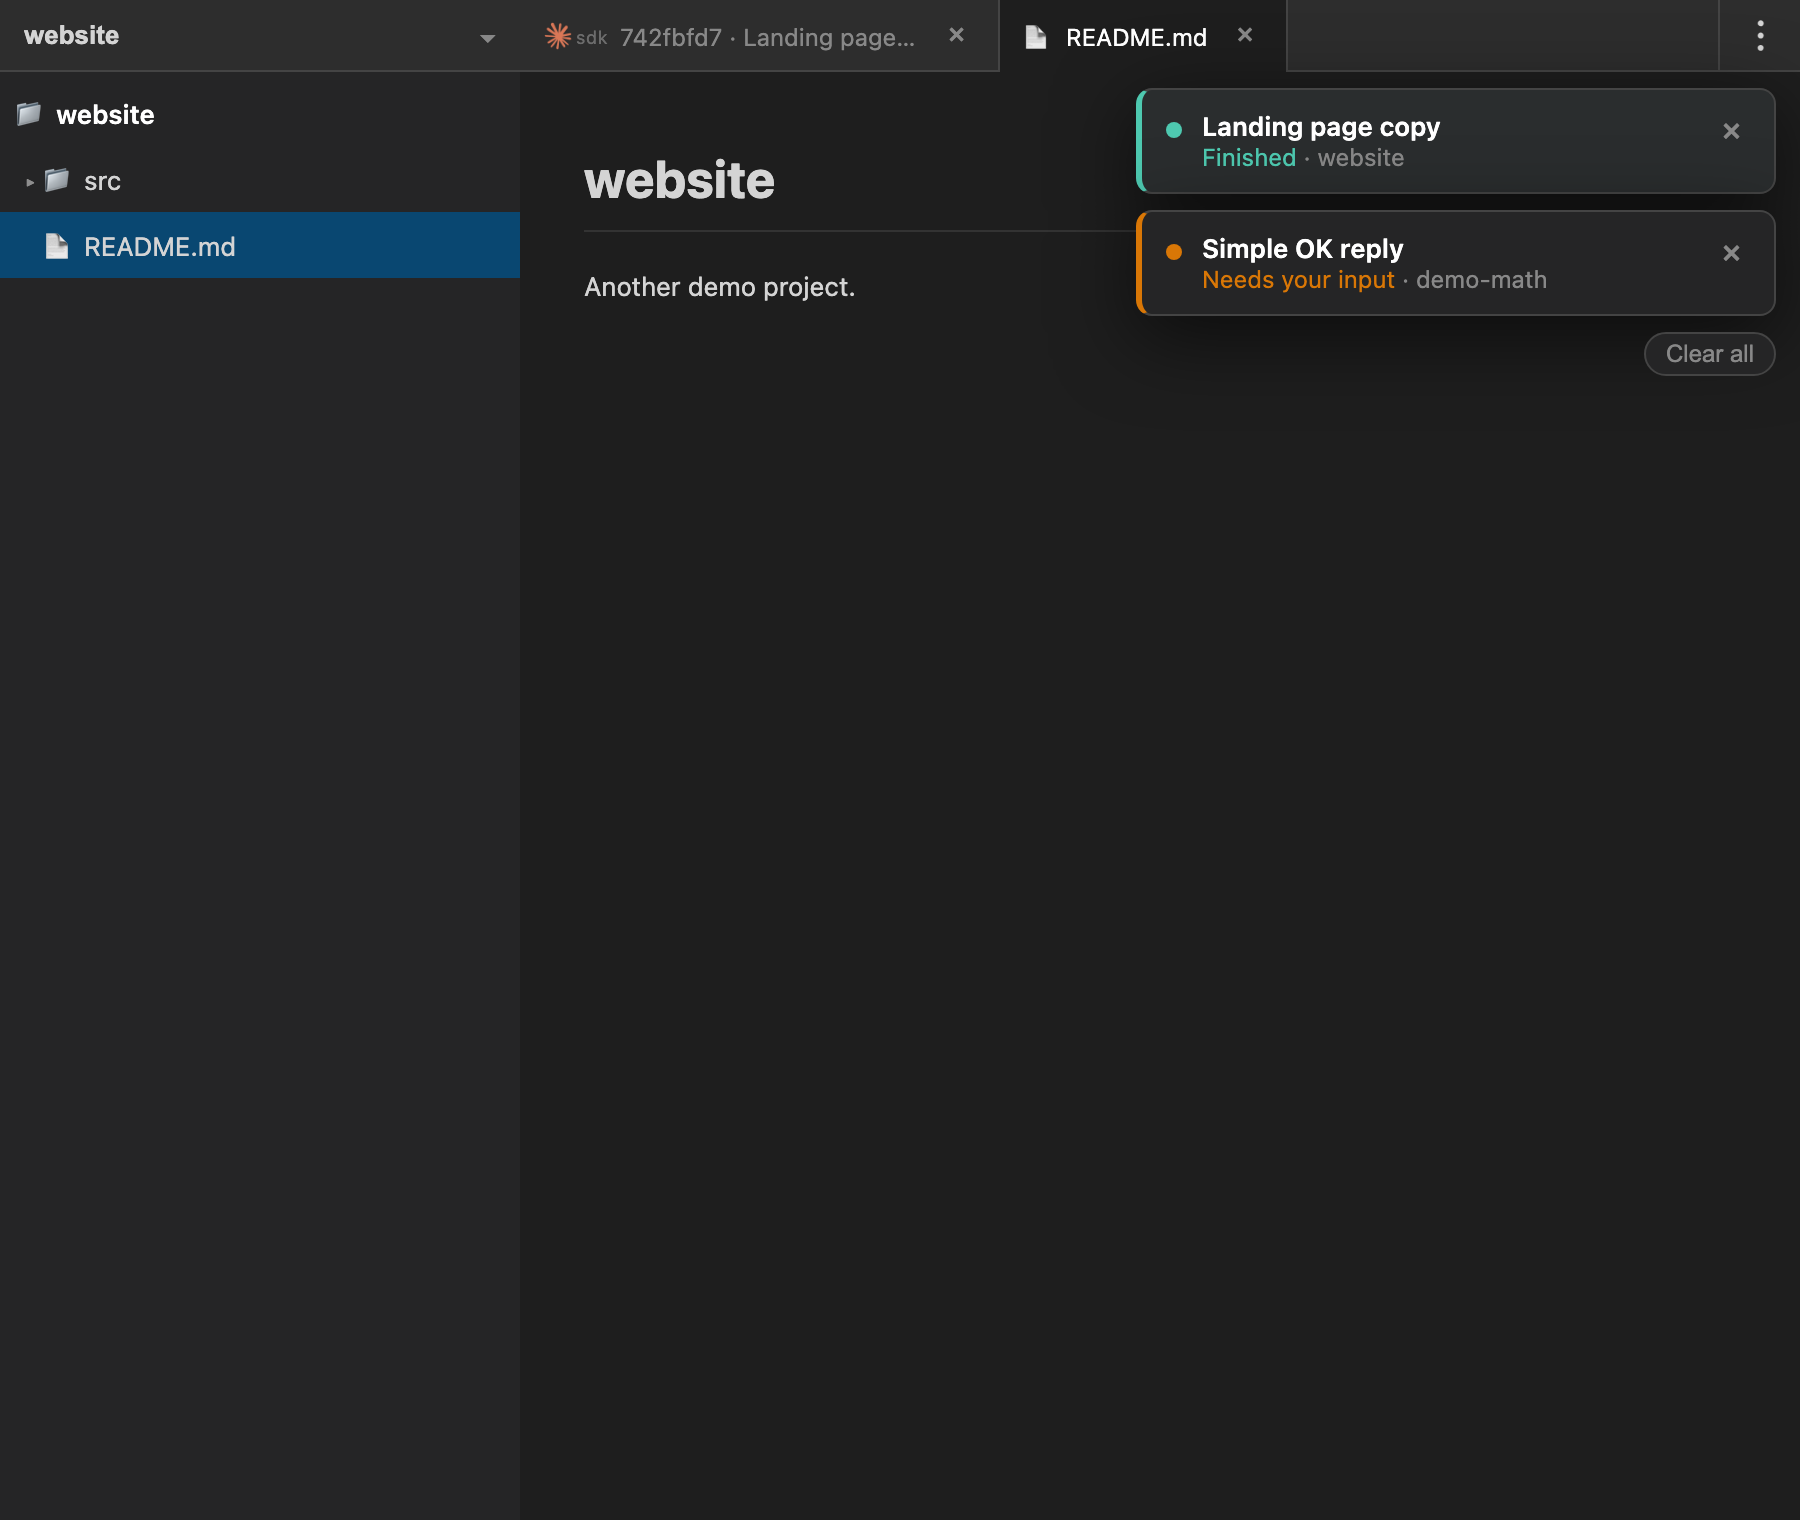 website
sdk 742fbfd7 · Landing page...
README.md
website
src
README.md
website
Another demo project.
Landing page copy
Finished · website
Simple OK reply
Needs your input · demo-math
Clear all